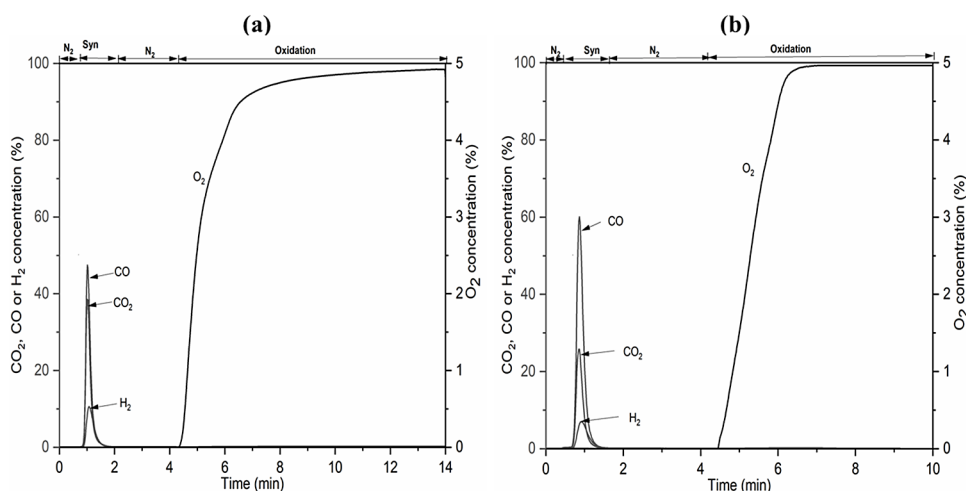 (a)
N2 Syn N2 Oxidation
100
80
60
40
20
0
5
4
3
2
1
0
O2
CO
CO2
H2
0 2 4 6 8 10 12 14
Time (min)
CO2, CO or H2 concentration (%)
O2 concentration (%)
(b)
N2 Syn N2 Oxidation
100
80
60
40
20
0
5
4
3
2
1
0
O2
CO
CO2
H2
0 2 4 6 8 10
Time (min)
CO2, CO or H2 concentration (%)
O2 concentration (%)